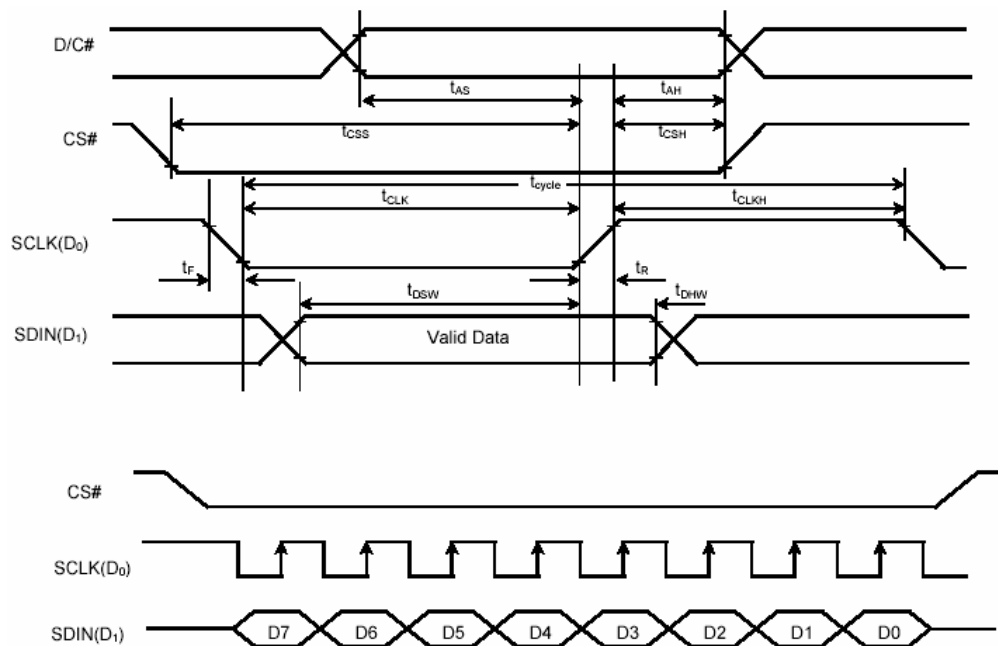 D/C#
tAS
tAH
CS#
tCSS
tCSH
tcycle
tCLK
tCLKH
SCLK(D0)
tF
tR
tDSW
tDHW
SDIN(D1)
Valid Data
CS#
SCLK(D0)
SDIN(D1)
D7 D6 D5 D4 D3 D2 D1 D0